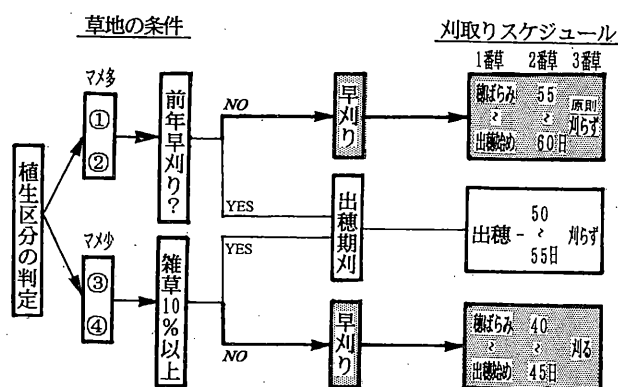 草地の条件
刈取りスケジュール
1番草 2番草 3番草
植生区分の判定
マメ多
①
②
前年早刈り?
NO
早刈り
穂ばらみ
~
出穂始め
55
~
60日
原則
刈らず
YES
YES
出穂期刈
出穂-
50
~
55日
刈らず
マメ少
③
④
雑草10%以上
NO
早刈り
穂ばらみ
~
出穂始め
40
~
45日
刈る